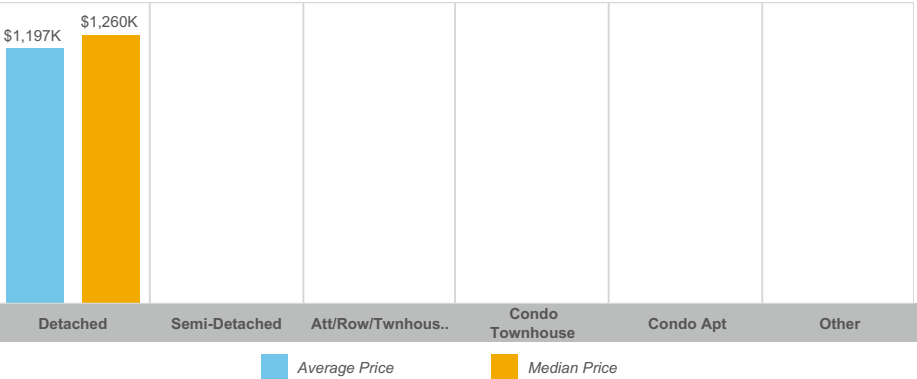 $1,197K
$1,260K
Detached
Semi-Detached
Att/Row/Twnhous..
Condo
Townhouse
Condo Apt
Other
Average Price
Median Price